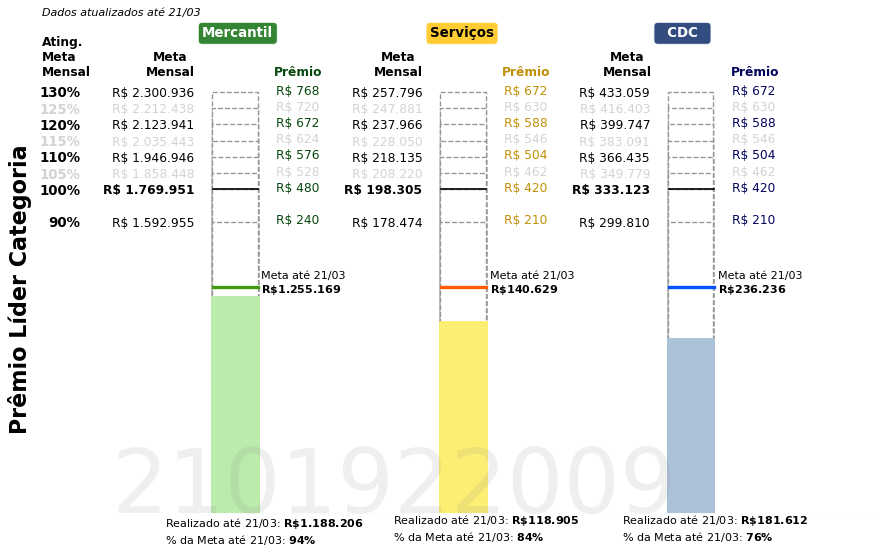 Dados atualizados até 21/03
Mercantil Serviços CDC
Ating.
Meta Meta Meta Meta
Mensal Mensal Prêmio Mensal Prêmio Mensal Prêmio
130% R$ 2.300.936 R$ 768 R$ 257.796 R$ 672 R$ 433.059 R$ 672
125% R$ 2.212.438 R$ 720 R$ 247.881 R$ 630 R$ 416.403 R$ 630
120% R$ 2.123.941 R$ 672 R$ 237.966 R$ 588 R$ 399.747 R$ 588
115% R$ 2.035.443 R$ 624 R$ 228.050 R$ 546 R$ 383.091 R$ 546
110% R$ 1.946.946 R$ 576 R$ 218.135 R$ 504 R$ 366.435 R$ 504
105% R$ 1.858.448 R$ 528 R$ 208.220 R$ 462 R$ 349.779 R$ 462
100% R$ 1.769.951 R$ 480 R$ 198.305 R$ 420 R$ 333.123 R$ 420
90% R$ 1.592.955 R$ 240 R$ 178.474 R$ 210 R$ 299.810 R$ 210
Meta até 21/03 Meta até 21/03 Meta até 21/03
R$1.255.169 R$140.629 R$236.236
Prêmio Líder Categoria
2101922009
Realizado até 21/03: R$1.188.206 Realizado até 21/03: R$118.905 Realizado até 21/03: R$181.612
% da Meta até 21/03: 94% % da Meta até 21/03: 84% % da Meta até 21/03: 76%